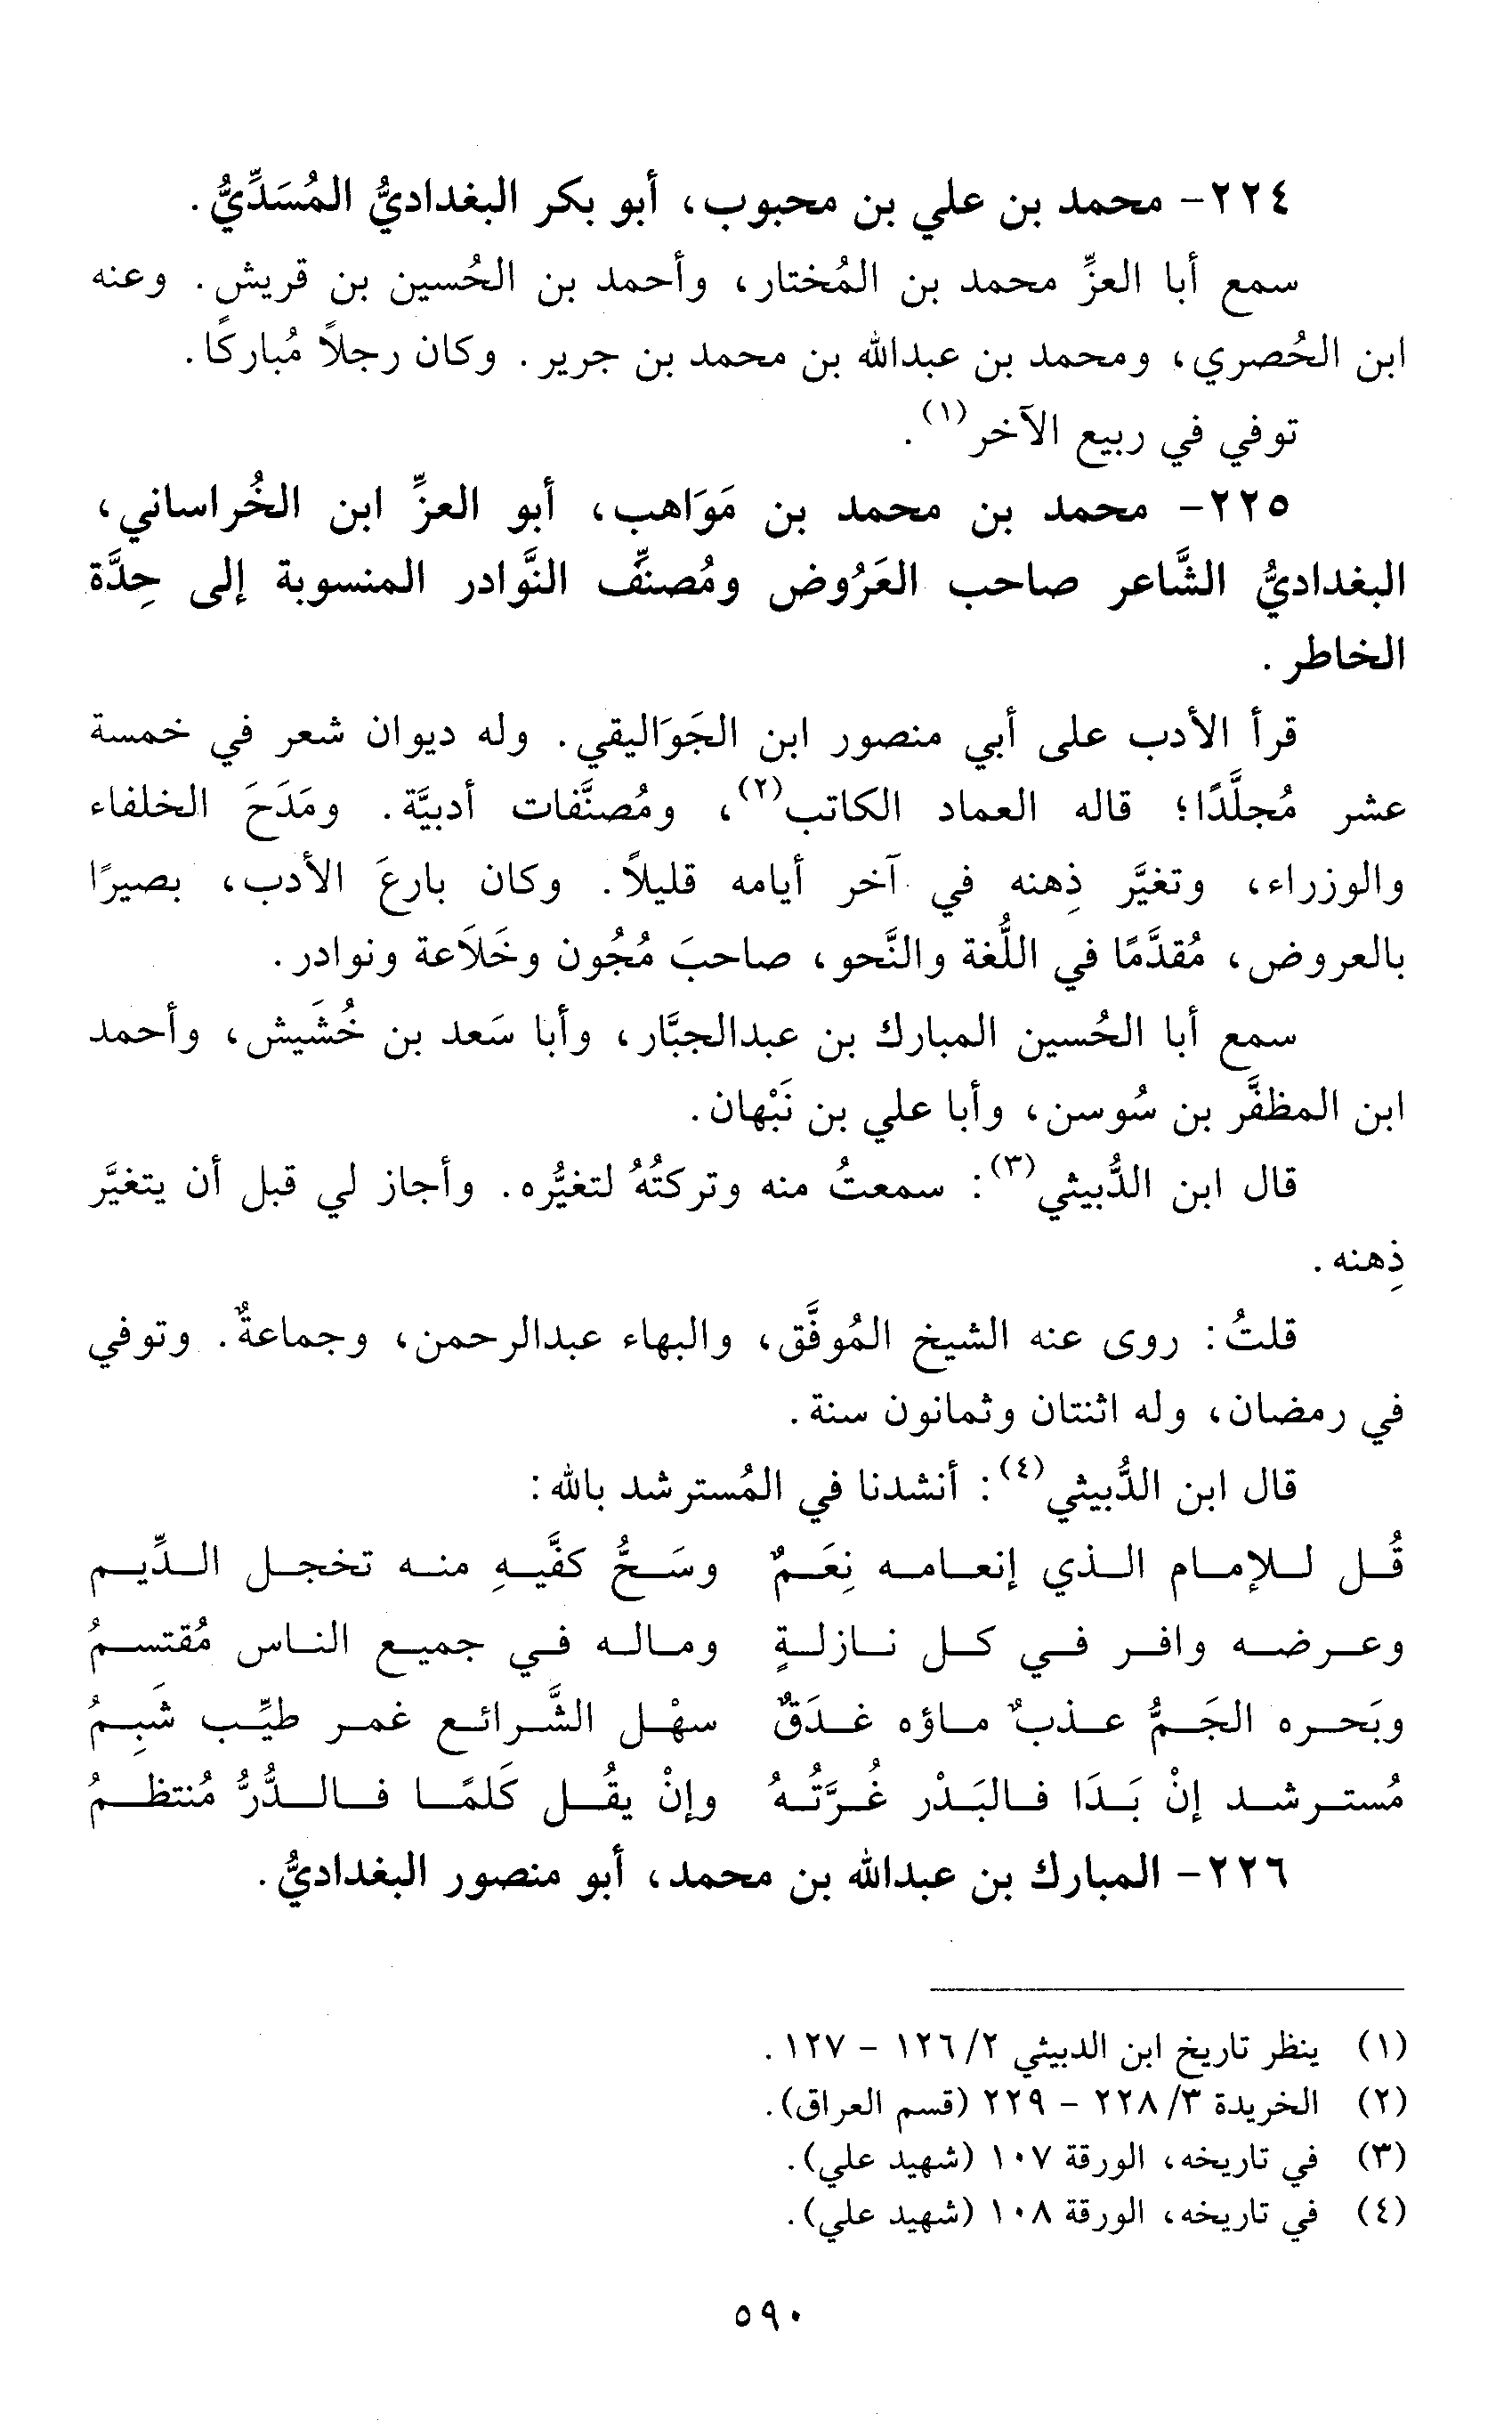 ٢٢٤- محمد بن علي بن محبوب، أبو بكر البغداديُّ المُسَدِّيُّ.
سمع أبا العزِّ محمد بن المُختار، وأحمد بن الحُسين بن قريش. وعنه
ابن الحُصري، ومحمد بن عبدالله بن محمد بن جرير. وكان رجلاً مُباركًا.
توفي في ربيع الآخر(١).
٢٢٥- محمد بن محمد بن مَوَاهب، أبو العزِّ ابن الخُراساني،
البغداديُّ الشَّاعر صاحب العَرُوض ومُصنِّف النَّوادر المنسوبة إلى حِدَّة
الخاطر.
قرأ الأدب على أبي منصور ابن الجَوَاليقي. وله ديوان شعر في خمسة
عشر مُجلَّدًا؛ قاله العماد الكاتب(٢)، ومُصنَّفات أدبيَّة. ومَدَحَ الخلفاء
والوزراء، وتغيَّر ذِهنه في آخر أيامه قليلاً. وكان بارعَ الأدب، بصيرًا
بالعروض، مُقدَّمًا في اللُّغة والنَّحو، صاحبَ مُجُون وخَلَاعة ونوادر.
سمع أبا الحُسين المبارك بن عبدالجبَّار، وأبا سَعد بن خُشَيش، وأحمد
ابن المظفَّر بن سُوسن، وأبا علي بن نَبْهان.
قال ابن الدُّبيثي(٣): سمعتُ منه وتركتُهُ لتغيُّره. وأجاز لي قبل أن يتغيَّر
ذِهنه.
قلتُ: روى عنه الشيخ المُوفَّق، والبهاء عبدالرحمن، وجماعةٌ. وتوفي
في رمضان، وله اثنتان وثمانون سنة.
قال ابن الدُّبيثي(٤): أنشدنا في المُسترشد بالله:
قُل للإمام الذي إنعامه نِعَمٌ وسَحُّ كفَّيهِ منه تخجل الدِّيم
وعرضه وافر في كل نازلةٍ وماله في جميع الناس مُقتسمُ
وبَحره الجَمُّ عذبٌ ماؤه غدَقٌ سهْل الشَّرائع غمر طيِّب شَبِمُ
مُسترشد إنْ بَدَا فالبَدْر غُرَّتُهُ وإنْ يقُل كَلمًا فالدُّرُّ مُنتظمُ
٢٢٦- المبارك بن عبدالله بن محمد، أبو منصور البغداديُّ.
(١) ينظر تاريخ ابن الدبيثي ٢/ ١٢٦ - ١٢٧.
(٢) الخريدة ٣/ ٢٢٨ - ٢٢٩ (قسم العراق).
(٣) في تاريخه، الورقة ١٠٧ (شهيد علي).
(٤) في تاريخه، الورقة ١٠٨ (شهيد علي).
٥٩٠